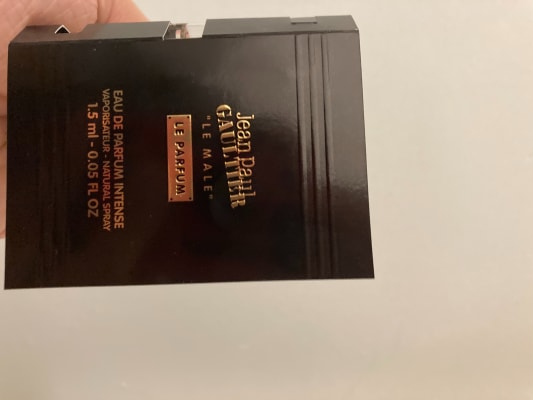 Jean Paul
GAULTIER
"LE MALE"
LE PARFUM
EAU DE PARFUM INTENSE
VAPORISATEUR - NATURAL SPRAY
1.5 ml - 0.05 FL OZ